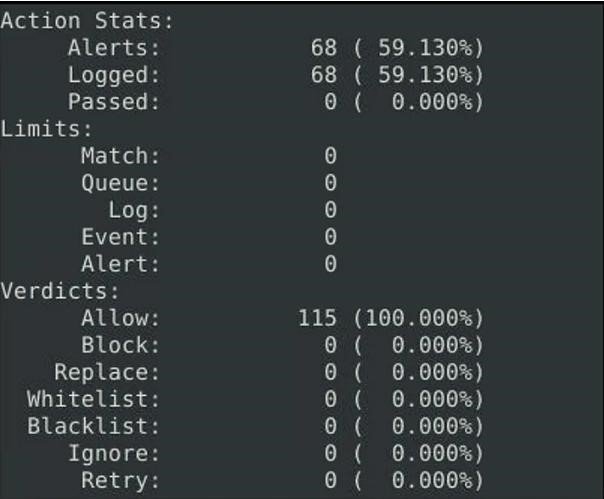 Action Stats:
     Alerts:           68 ( 59.130%)
     Logged:           68 ( 59.130%)
     Passed:            0 (  0.000%)
Limits:
      Match:            0
      Queue:            0
        Log:            0
      Event:            0
      Alert:            0
Verdicts:
      Allow:          115 (100.000%)
      Block:            0 (  0.000%)
    Replace:            0 (  0.000%)
  Whitelist:            0 (  0.000%)
  Blacklist:            0 (  0.000%)
     Ignore:            0 (  0.000%)
      Retry:            0 (  0.000%)